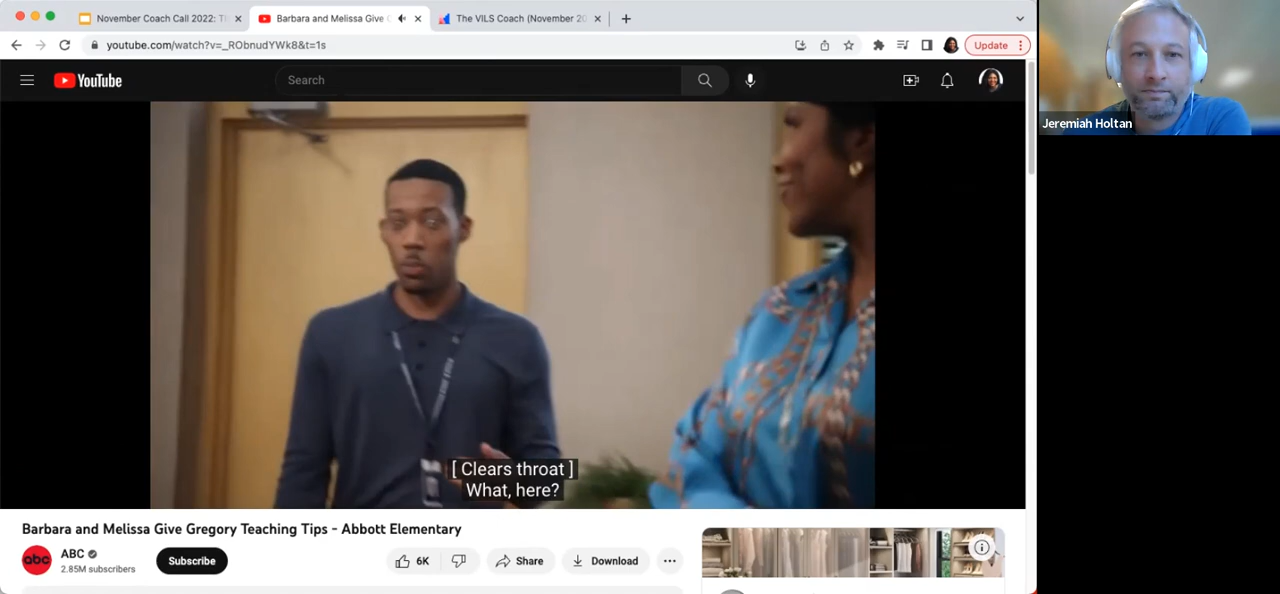 November Coach Call 2022: T
Barbara and Melissa Give
The VILS Coach (November 20
youtube.com/watch?v=_RObnudYWk8&t=1s
Update
YouTube
Search
Jeremiah Holtan
[ Clears throat ]
What, here?
Barbara and Melissa Give Gregory Teaching Tips - Abbott Elementary
abc
ABC
2.85M subscribers
Subscribe
6K
Share
Download